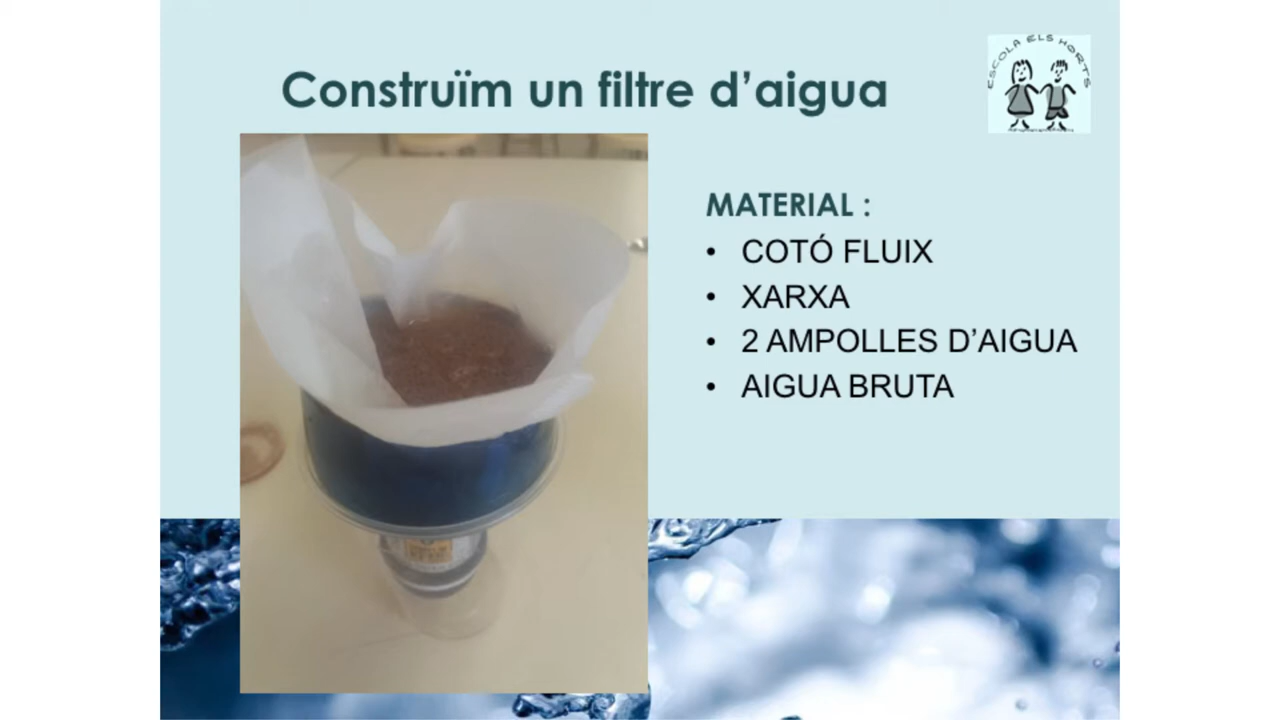 ESCOLA ELS HORTS
Construïm un filtre d’aigua
MATERIAL :
• COTÓ FLUIX
• XARXA
• 2 AMPOLLES D’AIGUA
• AIGUA BRUTA